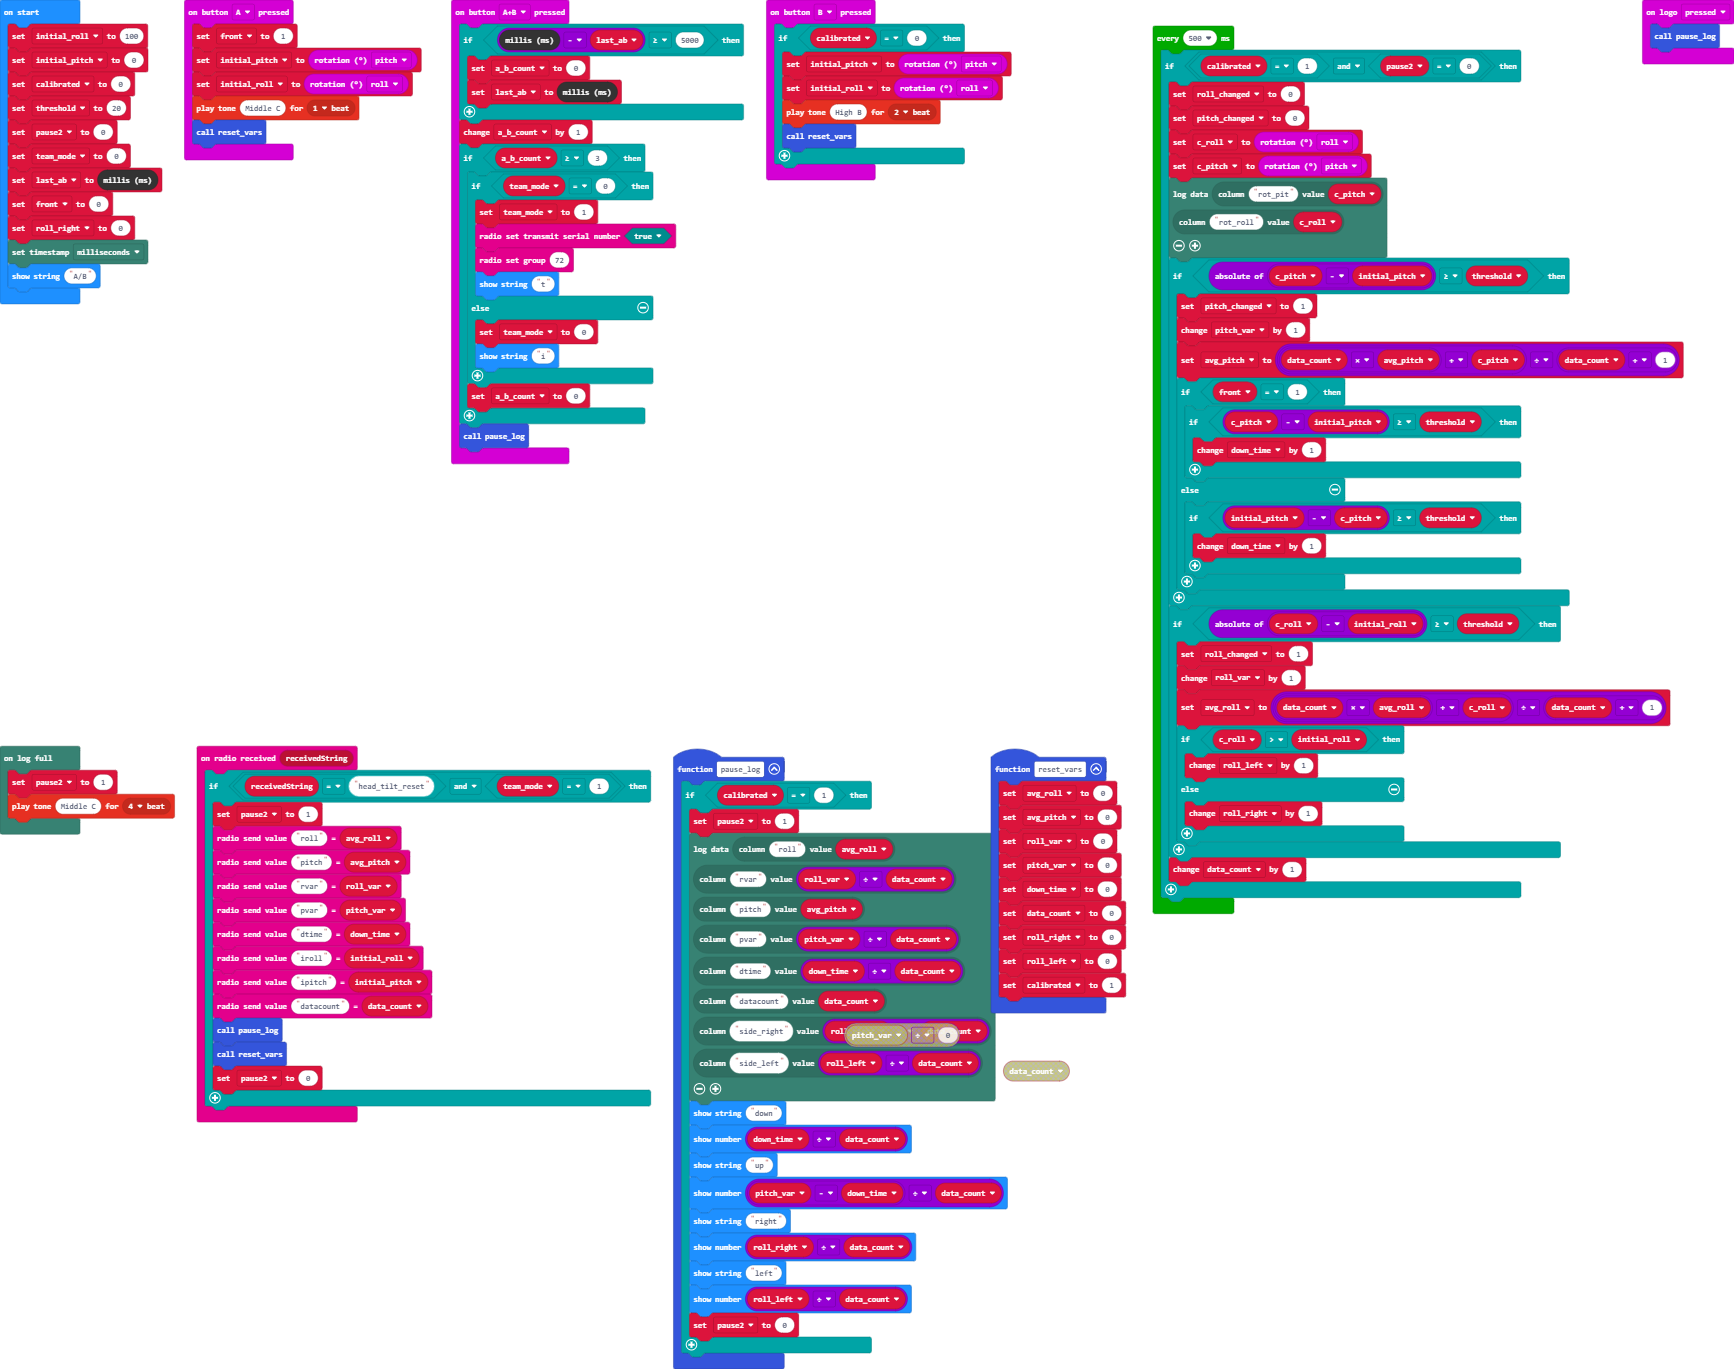 on start
set initial_roll to 100
set initial_pitch to 0
set calibrated to 0
set threshold to 20
set pause2 to 0
set team_mode to 0
set last_ab to millis (ms)
set front to 0
set roll_right to 0
set timestamp milliseconds
show string "A/B"
on button A pressed
set front to 1
set initial_pitch to rotation (°) pitch
set initial_roll to rotation (°) roll
play tone Middle C for 1 beat
call reset_vars
on button A+B pressed
if millis (ms) - last_ab ≥ 5000 then
set a_b_count to 0
set last_ab to millis (ms)
change a_b_count by 1
if a_b_count ≥ 3 then
if team_mode = 0 then
set team_mode to 1
radio set transmit serial number true
radio set group 72
show string "t"
else
set team_mode to 0
show string "i"
set a_b_count to 0
call pause_log
on button B pressed
if calibrated = 0 then
set initial_pitch to rotation (°) pitch
set initial_roll to rotation (°) roll
play tone High B for 2 beat
call reset_vars
every 500 ms
if calibrated = 1 and pause2 = 0 then
set roll_changed to 0
set pitch_changed to 0
set c_roll to rotation (°) roll
set c_pitch to rotation (°) pitch
log data column "rot_pit" value c_pitch
column "rot_roll" value c_roll
if absolute of c_pitch - initial_pitch ≥ threshold then
set pitch_changed to 1
change pitch_var by 1
set avg_pitch to data_count × avg_pitch + c_pitch ÷ data_count + 1
if front = 1 then
if c_pitch - initial_pitch ≥ threshold then
change down_time by 1
else
if initial_pitch - c_pitch ≥ threshold then
change down_time by 1
if absolute of c_roll - initial_roll ≥ threshold then
set roll_changed to 1
change roll_var by 1
set avg_roll to data_count × avg_roll + c_roll ÷ data_count + 1
if c_roll > initial_roll then
change roll_left by 1
else
change roll_right by 1
change data_count by 1
on logo pressed
call pause_log
on log full
set pause2 to 1
play tone Middle C for 4 beat
on radio received receivedString
if receivedString = "head_tilt_reset" and team_mode = 1 then
set pause2 to 1
radio send value "roll" = avg_roll
radio send value "pitch" = avg_pitch
radio send value "rvar" = roll_var
radio send value "pvar" = pitch_var
radio send value "dtime" = down_time
radio send value "iroll" = initial_roll
radio send value "ipitch" = initial_pitch
radio send value "datacount" = data_count
call pause_log
call reset_vars
set pause2 to 0
function pause_log
if calibrated = 1 then
set pause2 to 1
log data column "roll" value avg_roll
column "rvar" value roll_var ÷ data_count
column "pitch" value avg_pitch
column "pvar" value pitch_var ÷ data_count
column "dtime" value down_time ÷ data_count
column "datacount" value data_count
column "side_right" value
pitch_var ÷ 0
column "side_left" value roll_left ÷ data_count
data_count
show string "down"
show number down_time ÷ data_count
show string "up"
show number pitch_var - down_time ÷ data_count
show string "right"
show number roll_right ÷ data_count
show string "left"
show number roll_left ÷ data_count
set pause2 to 0
function reset_vars
set avg_roll to 0
set avg_pitch to 0
set roll_var to 0
set pitch_var to 0
set down_time to 0
set data_count to 0
set roll_right to 0
set roll_left to 0
set calibrated to 1